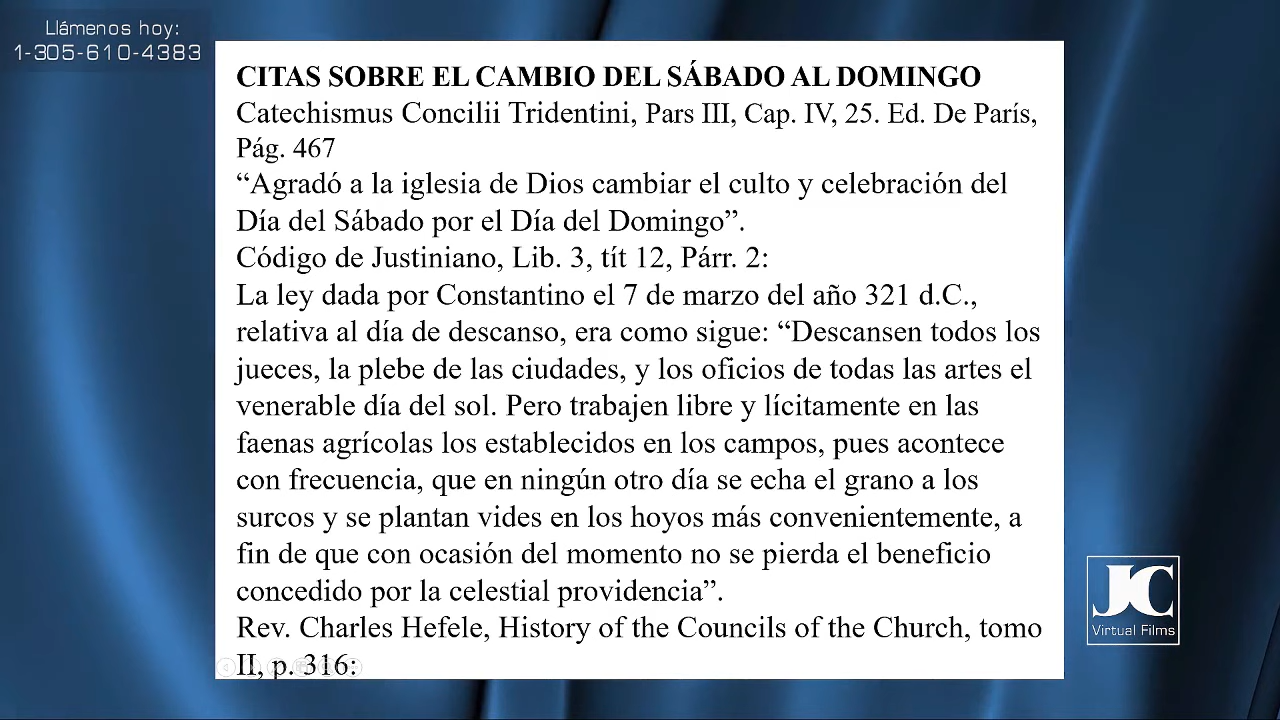 Llámenos hoy:
1-305-610-4383
CITAS SOBRE EL CAMBIO DEL SÁBADO AL DOMINGO
Catechismus Concilii Tridentini, Pars III, Cap. IV, 25. Ed. De París,
Pág. 467
“Agradó a la iglesia de Dios cambiar el culto y celebración del
Día del Sábado por el Día del Domingo”.
Código de Justiniano, Lib. 3, tít 12, Párr. 2:
La ley dada por Constantino el 7 de marzo del año 321 d.C.,
relativa al día de descanso, era como sigue: “Descansen todos los
jueces, la plebe de las ciudades, y los oficios de todas las artes el
venerable día del sol. Pero trabajen libre y lícitamente en las
faenas agrícolas los establecidos en los campos, pues acontece
con frecuencia, que en ningún otro día se echa el grano a los
surcos y se plantan vides en los hoyos más convenientemente, a
fin de que con ocasión del momento no se pierda el beneficio
concedido por la celestial providencia”.
Rev. Charles Hefele, History of the Councils of the Church, tomo
II, p. 316:
JC
Virtual Films